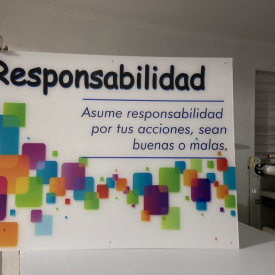 Responsabilidad
Asume responsabilidad
por tus acciones, sean
buenas o malas.